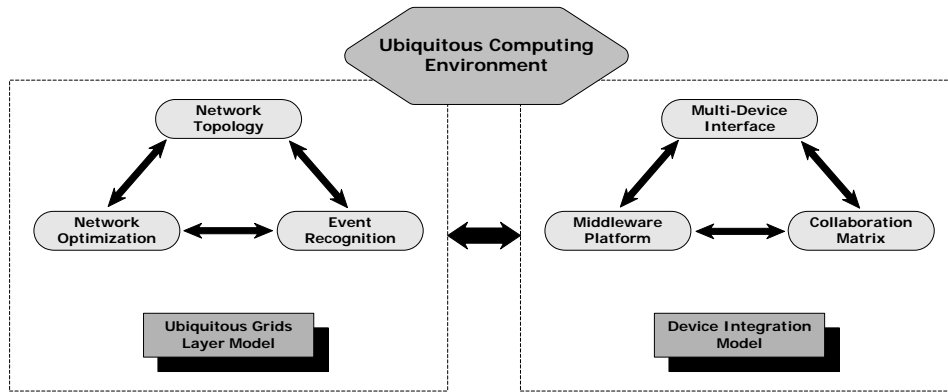 Ubiquitous Computing
Environment
Network
Topology
Network
Optimization
Event
Recognition
Ubiquitous Grids
Layer Model
Multi-Device
Interface
Middleware
Platform
Collaboration
Matrix
Device Integration
Model